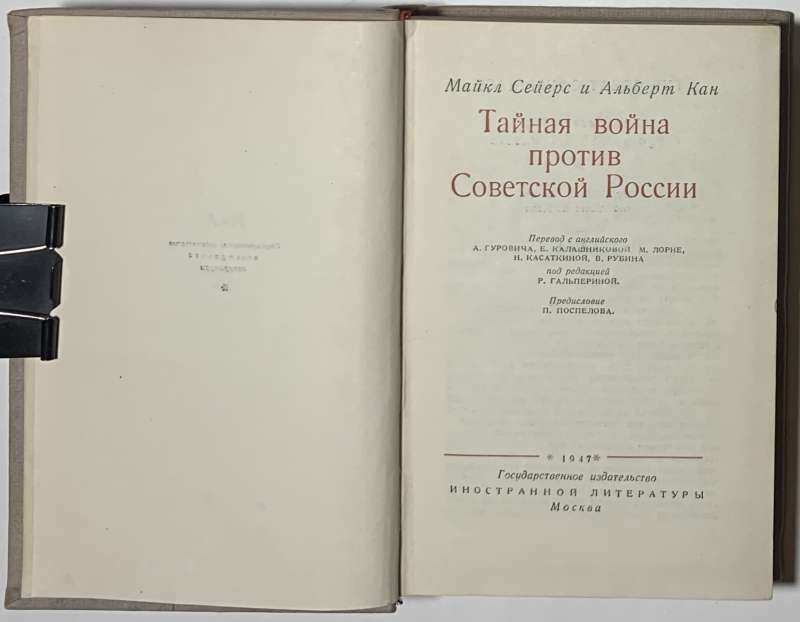 Майкл Сейерс и Альберт Кан
Тайная война
против
Советской России
Перевод с английского
А. ГУРОВИЧА, Е. КАЛАШНИКОВОЙ, М. ЛОРИЕ,
Н. КАСАТКИНОЙ, В. РУБИНА
под редакцией
Р. ГАЛЬПЕРИНОЙ.
Предисловие
П. ПОСПЕЛОВА.
* 1947 *
Государственное издательство
ИНОСТРАННОЙ ЛИТЕРАТУРЫ
Москва